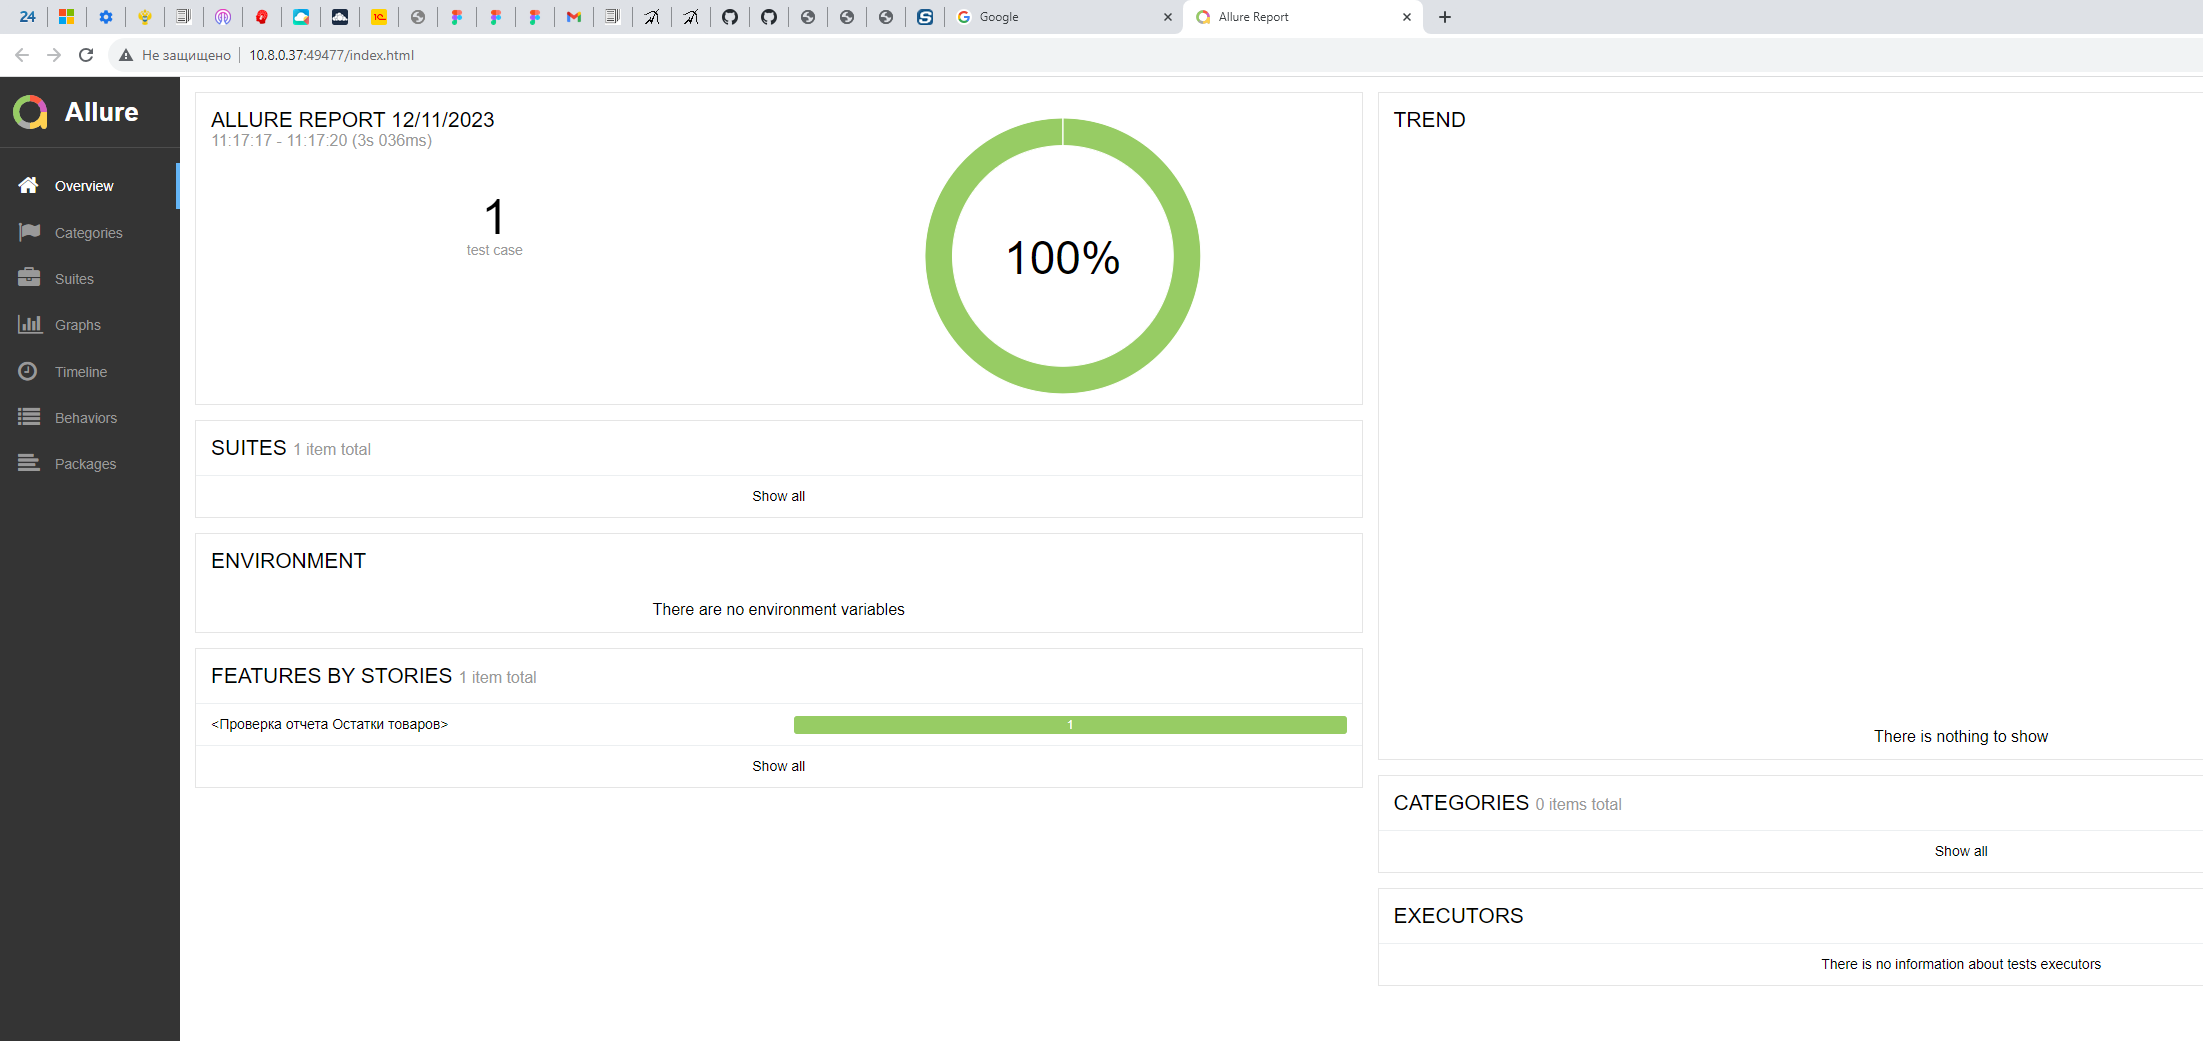 24
Google
Allure Report
Не защищено
10.8.0.37:49477/index.html
Allure
Overview
Categories
Suites
Graphs
Timeline
Behaviors
Packages
ALLURE REPORT 12/11/2023
11:17:17 - 11:17:20 (3s 036ms)
1
test case
100%
SUITES 1 item total
Show all
ENVIRONMENT
There are no environment variables
FEATURES BY STORIES 1 item total
<Проверка отчета Остатки товаров>
1
Show all
TREND
There is nothing to show
CATEGORIES 0 items total
Show all
EXECUTORS
There is no information about tests executors